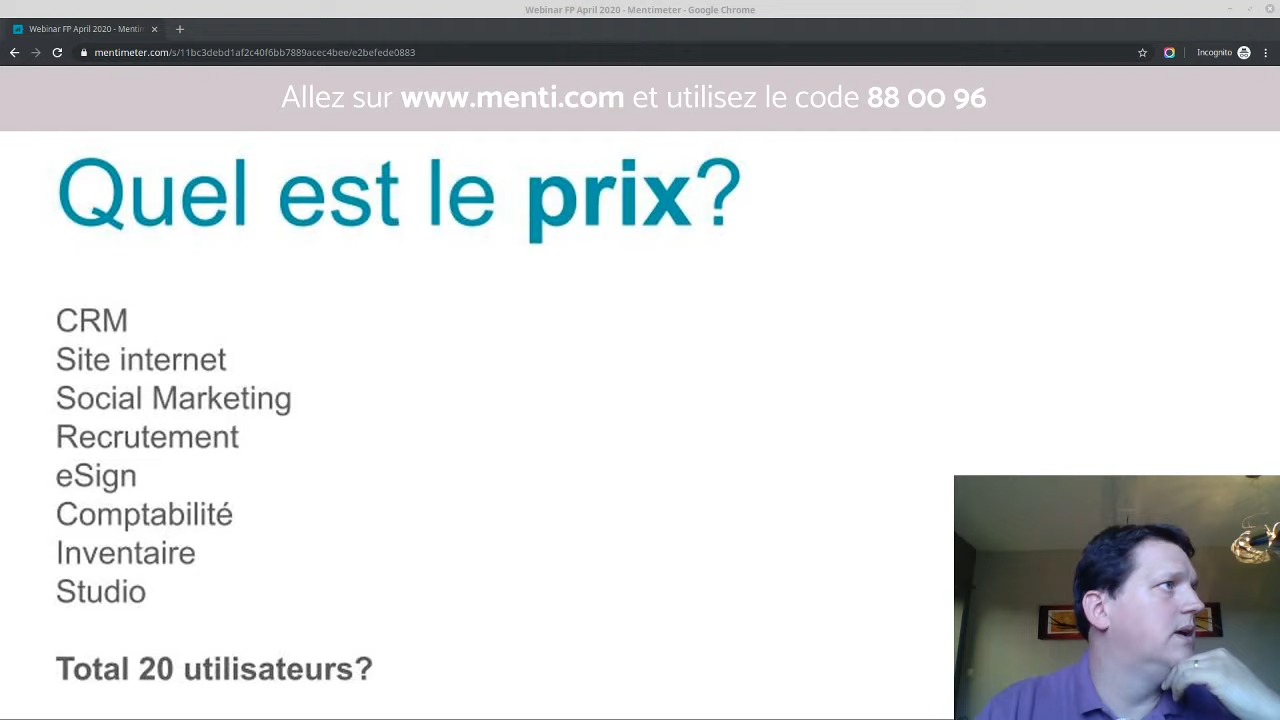 Webinar FP April 2020 - Mentimeter - Google Chrome
Webinar FP April 2020 - Menti
mentimeter.com/s/11bc3debd1af2c40f6bb7889acec4bee/e2befede0883
Incognito
Allez sur www.menti.com et utilisez le code 88 00 96
Quel est le prix?
CRM
Site internet
Social Marketing
Recrutement
eSign
Comptabilité
Inventaire
Studio
Total 20 utilisateurs?